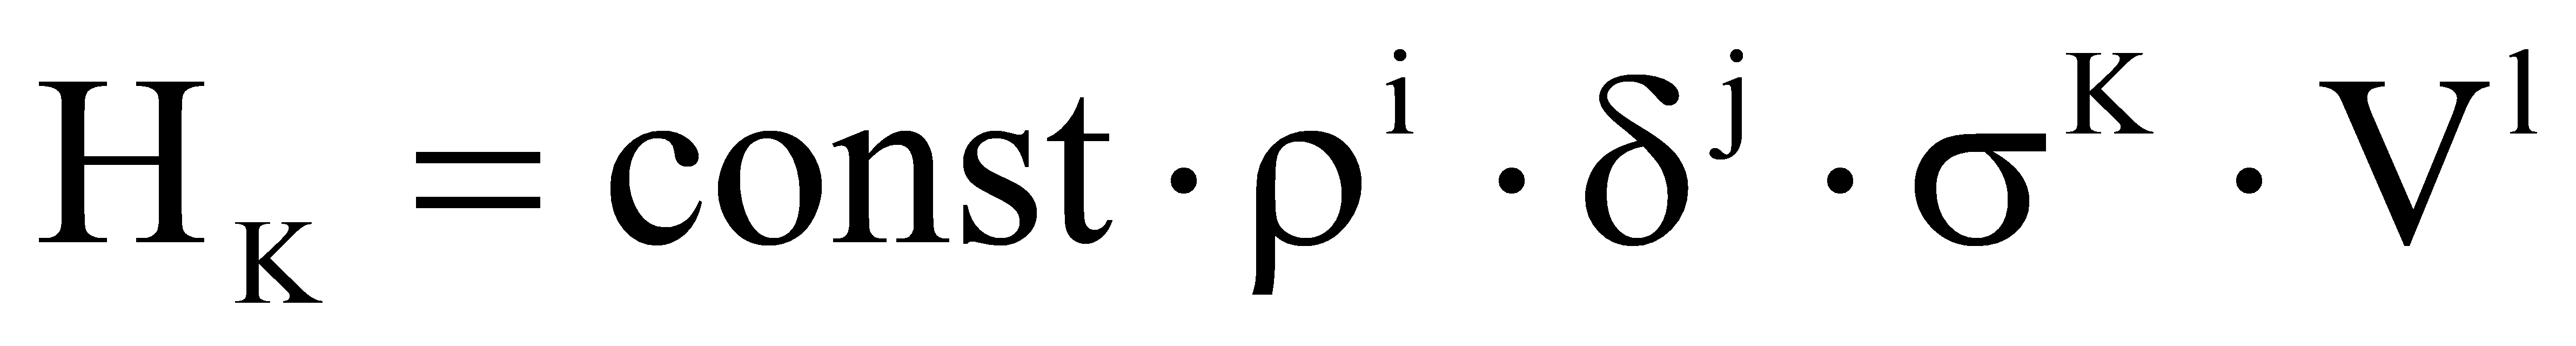 H_K = const · ρ^i · δ^j · σ^K · V^l